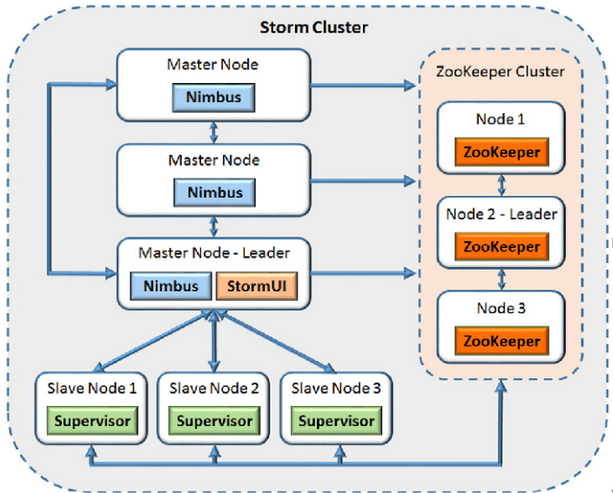 Storm Cluster
Master Node
Nimbus
Master Node
Nimbus
Master Node - Leader
Nimbus
StormUI
ZooKeeper Cluster
Node 1
ZooKeeper
Node 2 - Leader
ZooKeeper
Node 3
ZooKeeper
Slave Node 1
Supervisor
Slave Node 2
Supervisor
Slave Node 3
Supervisor